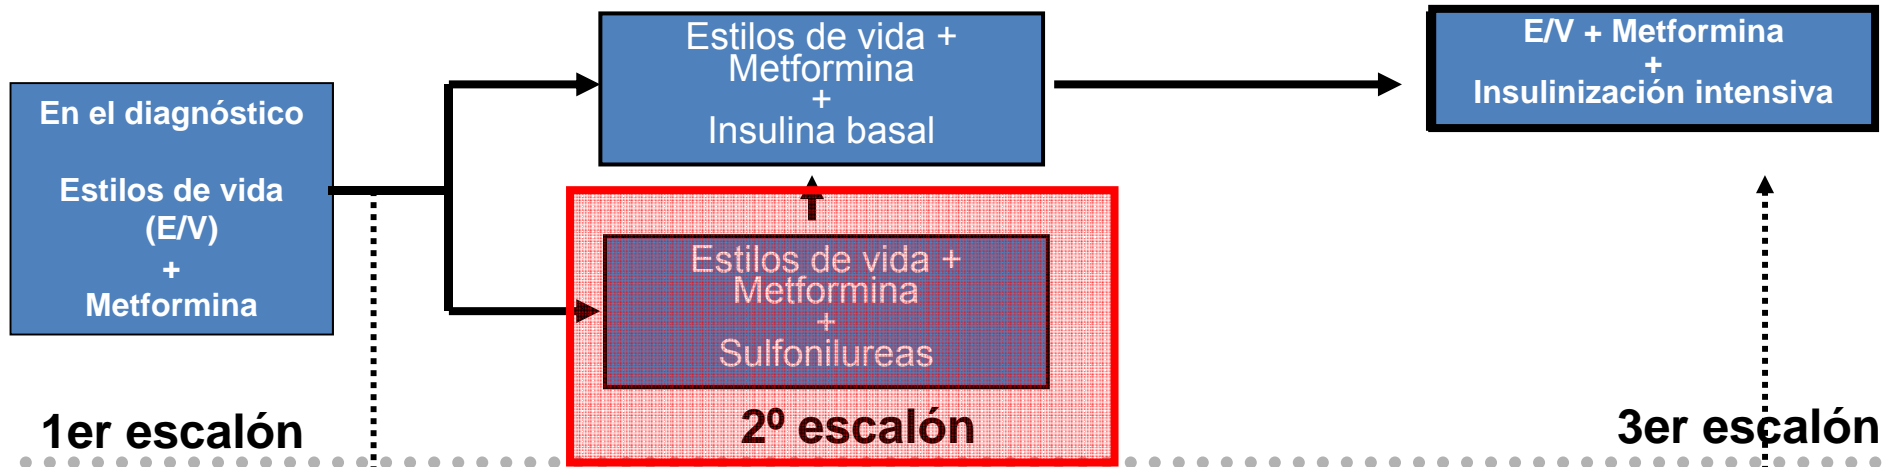 En el diagnóstico
Estilos de vida
(E/V)
+
Metformina
Estilos de vida +
Metformina
+
Insulina basal
E/V + Metformina
+
Insulinización intensiva
Estilos de vida +
Metformina
+
Sulfonilureas
1er escalón
2º escalón
3er escalón